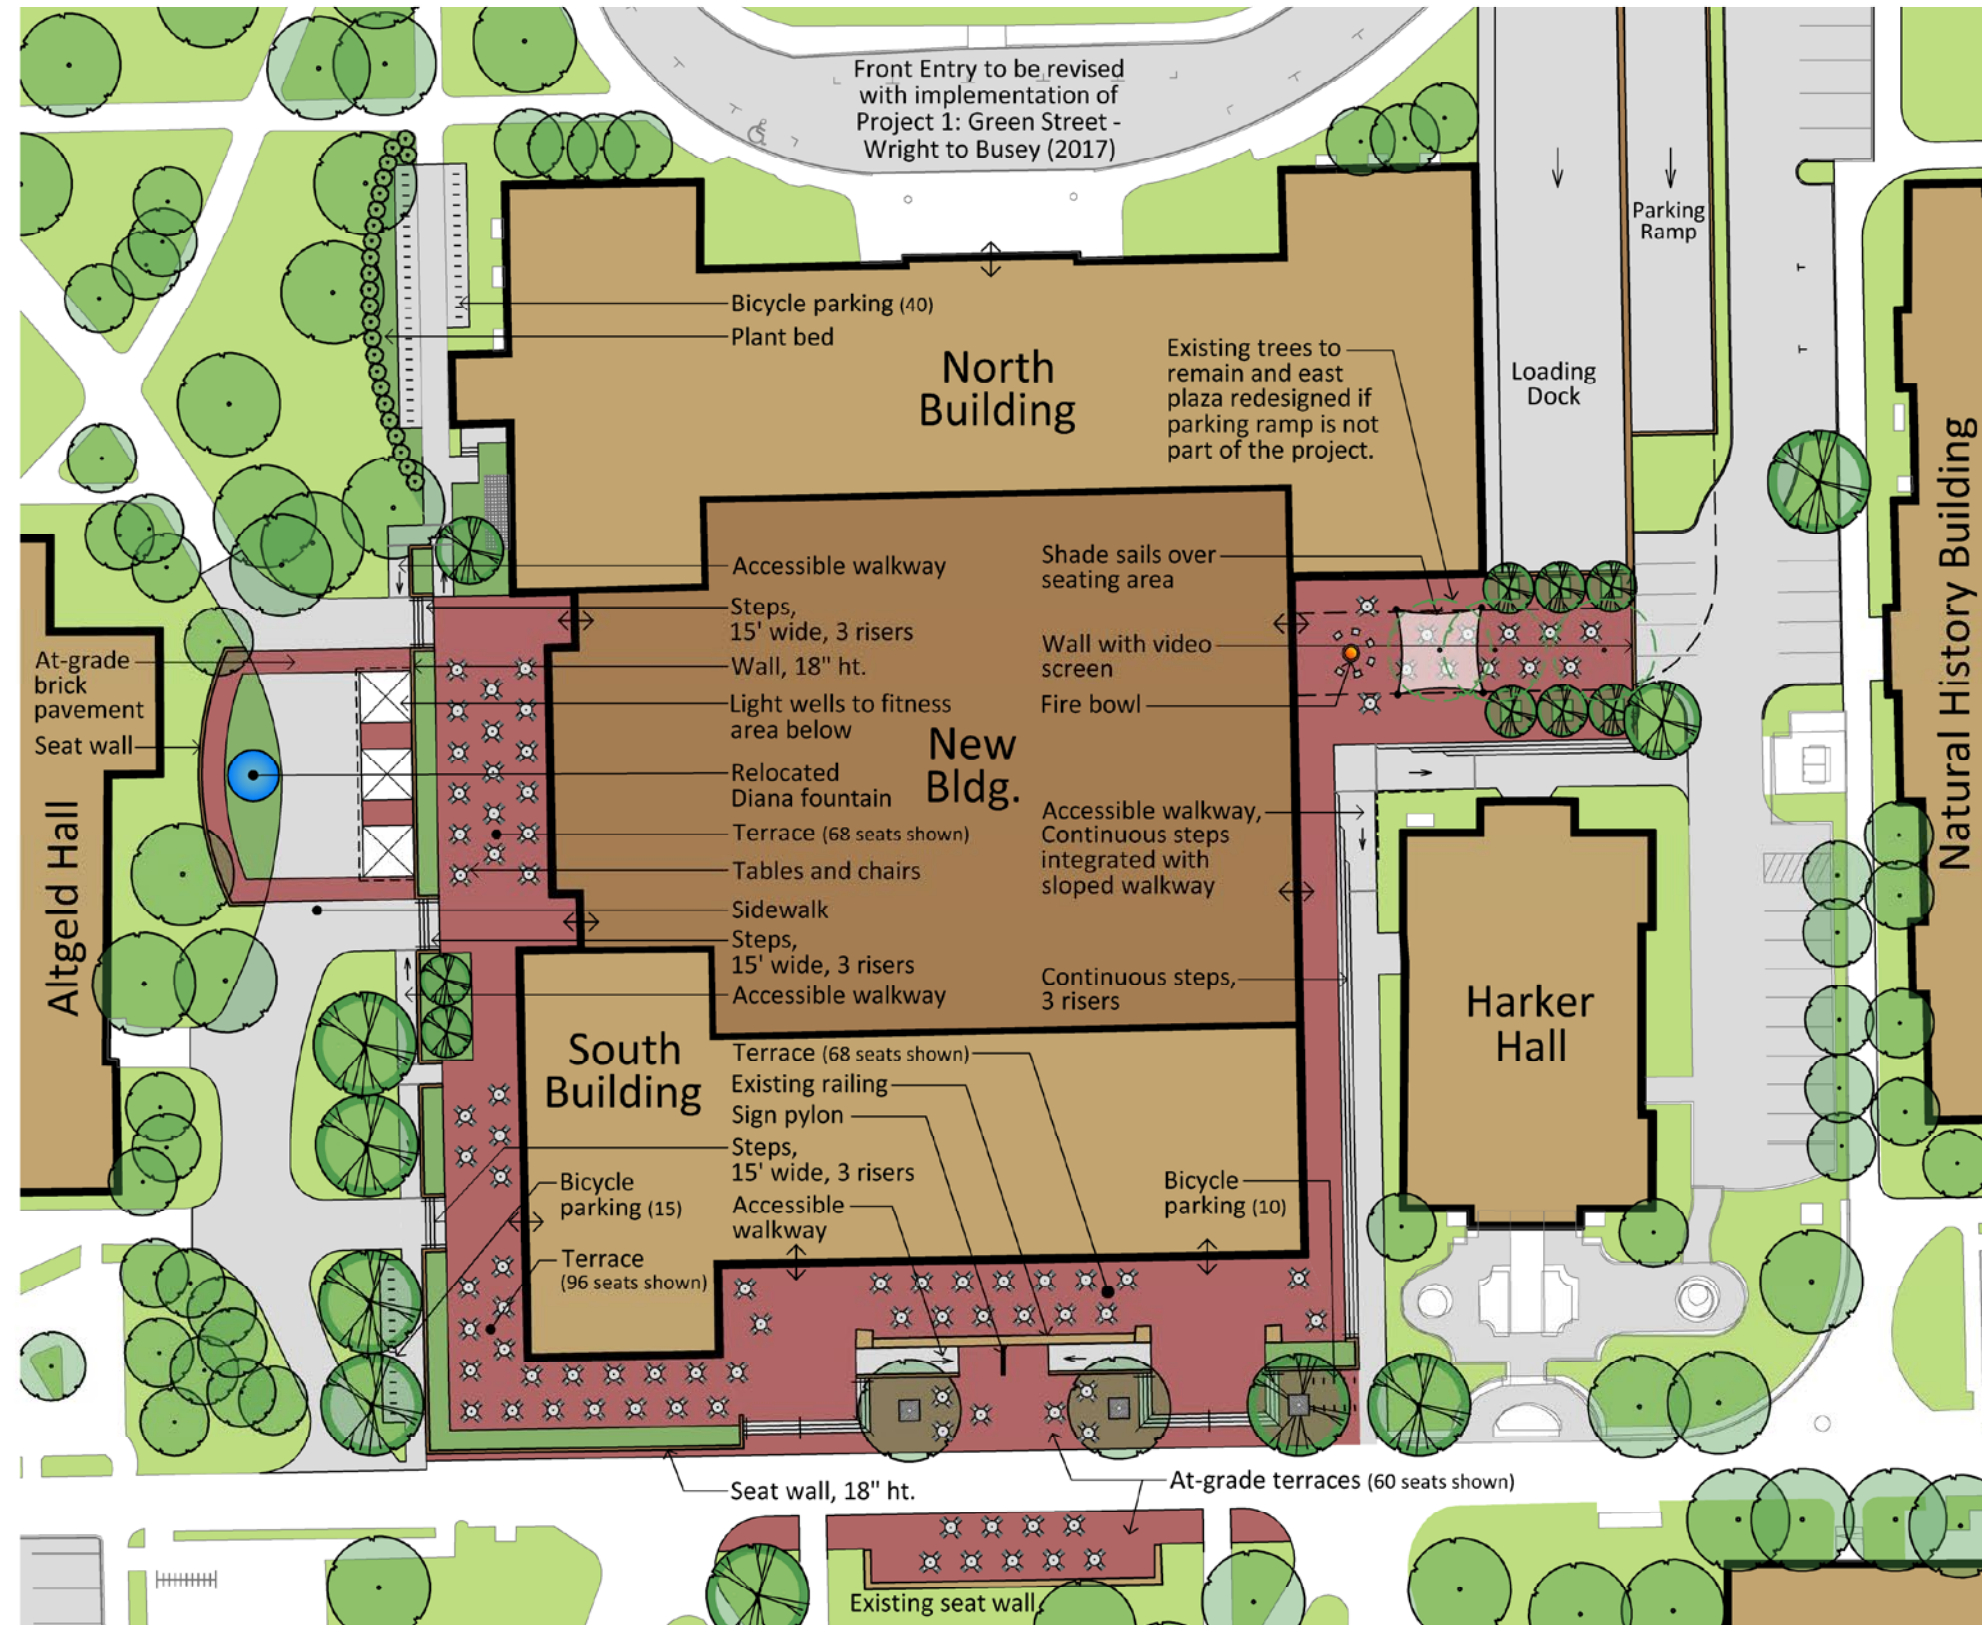 Front Entry to be revised
with implementation of
Project 1: Green Street -
Wright to Busey (2017)
Parking
Ramp
Bicycle parking (40)
Plant bed
North
Building
Existing trees to
remain and east
plaza redesigned if
parking ramp is not
part of the project.
Loading
Dock
Natural History Building
Accessible walkway
Steps,
15' wide, 3 risers
Wall, 18" ht.
Light wells to fitness
area below
Relocated
Diana fountain
Terrace (68 seats shown)
Tables and chairs
Sidewalk
Steps,
15' wide, 3 risers
Accessible walkway
Shade sails over
seating area
Wall with video
screen
Fire bowl
New
Bldg.
Accessible walkway,
Continuous steps
integrated with
sloped walkway
Continuous steps,
3 risers
At-grade
brick
pavement
Seat wall
Altgeld Hall
Harker
Hall
South
Building
Terrace (68 seats shown)
Existing railing
Sign pylon
Steps,
15' wide, 3 risers
Accessible
walkway
Bicycle
parking (15)
Terrace
(96 seats shown)
Bicycle
parking (10)
Seat wall, 18" ht.
At-grade terraces (60 seats shown)
Existing seat wall